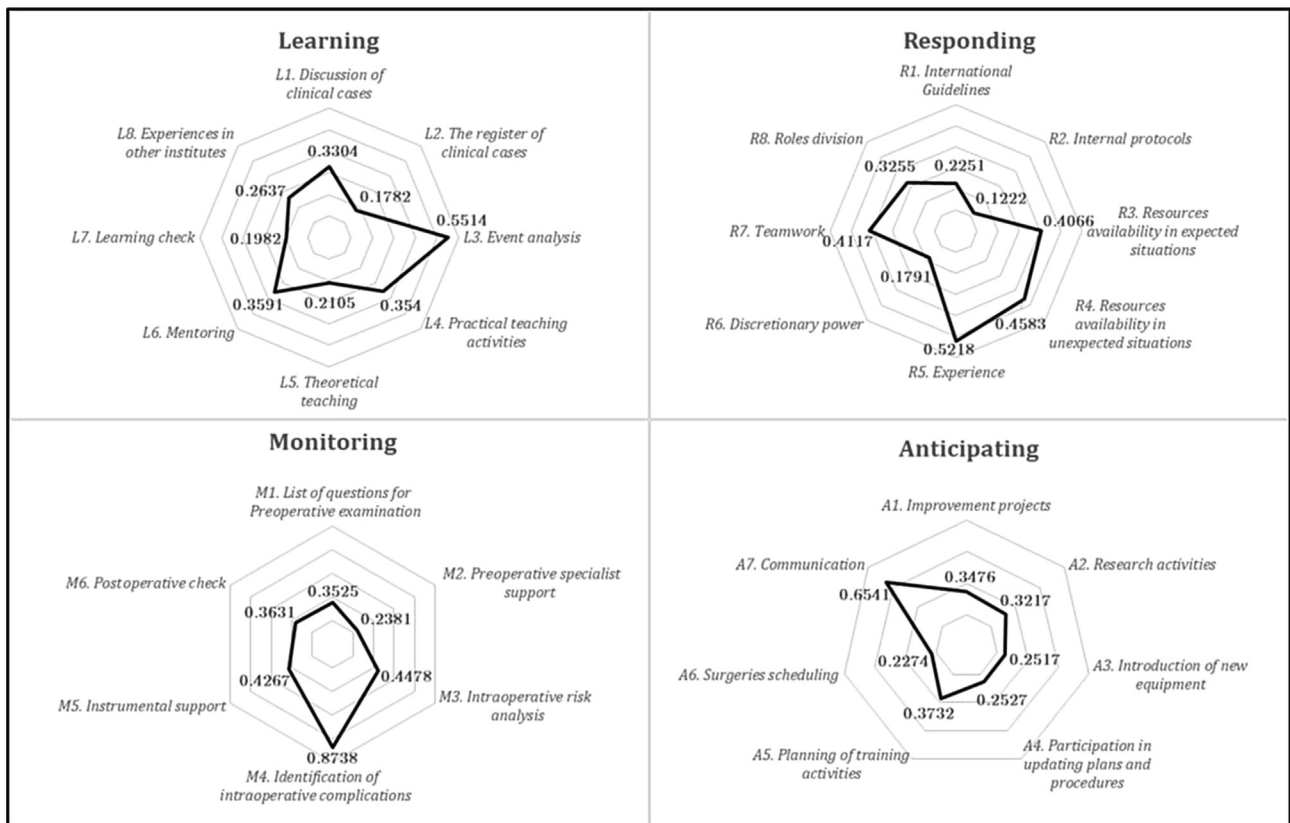 Learning
L1. Discussion of
clinical cases
L2. The register of
clinical cases
L8. Experiences in
other institutes
0.3304
0.2637
0.1782
0.5514
L7. Learning check
0.1982
L3. Event analysis
0.3591
0.2105
0.354
L6. Mentoring
L4. Practical teaching
activities
L5. Theoretical
teaching
Responding
R1. International
Guidelines
R8. Roles division
R2. Internal protocols
0.3255
0.2251
0.1222
0.4066
R3. Resources
availability in expected
situations
R7. Teamwork
0.4117
0.1791
R6. Discretionary power
0.4583
R4. Resources
availability in
unexpected situations
0.5218
R5. Experience
Monitoring
M1. List of questions for
Preoperative examination
M6. Postoperative check
M2. Preoperative specialist
support
0.3525
0.3631
0.2381
0.4267
0.4478
M5. Instrumental support
M3. Intraoperative risk
analysis
0.8738
M4. Identification of
intraoperative complications
Anticipating
A1. Improvement projects
A7. Communication
A2. Research activities
0.6541
0.3476
0.3217
0.2274
0.2517
A6. Surgeries scheduling
A3. Introduction of new
equipment
0.3732
0.2527
A5. Planning of training
activities
A4. Participation in
updating plans and
procedures